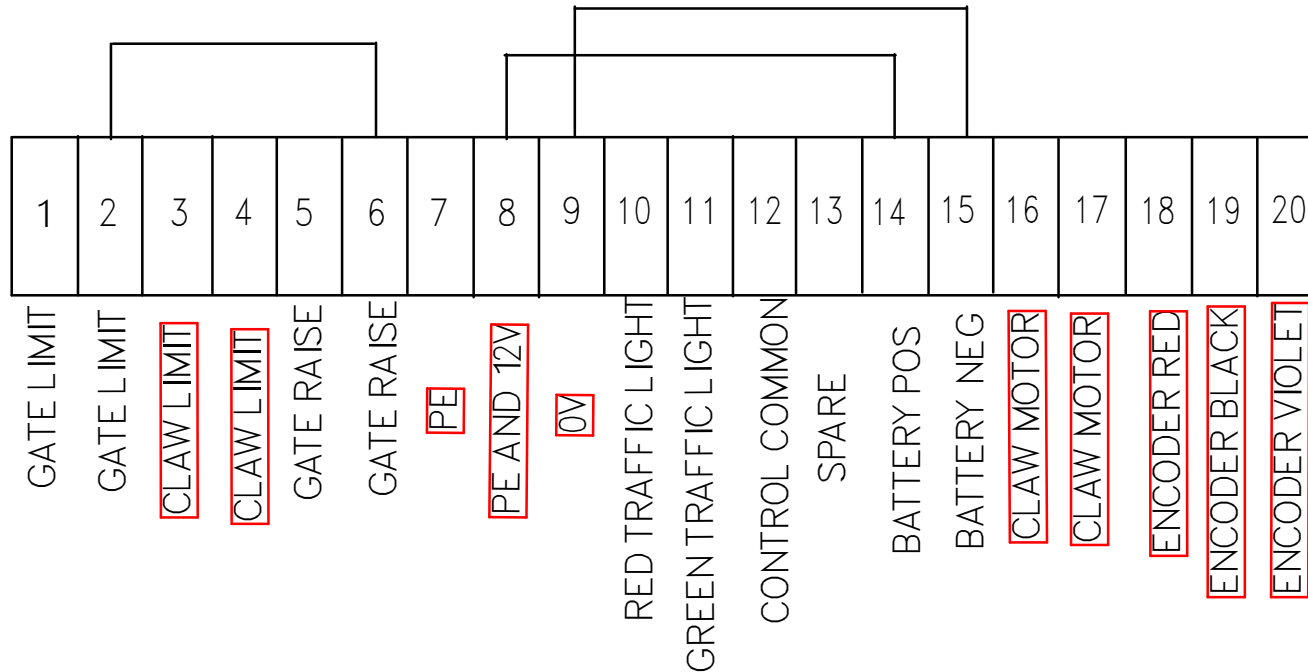 1 2 3 4 5 6 7 8 9 10 11 12 13 14 15 16 17 18 19 20
GATE LIMIT
GATE LIMIT
CLAW LIMIT
CLAW LIMIT
GATE RAISE
GATE RAISE
PE
PE AND 12V
0V
RED TRAFFIC LIGHT
GREEN TRAFFIC LIGHT
CONTROL COMMON
SPARE
BATTERY POS
BATTERY NEG
CLAW MOTOR
CLAW MOTOR
ENCODER RED
ENCODER BLACK
ENCODER VIOLET